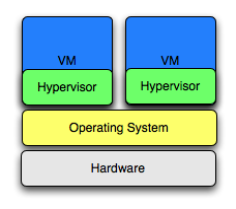 VM
VM
Hypervisor
Hypervisor
Operating System
Hardware